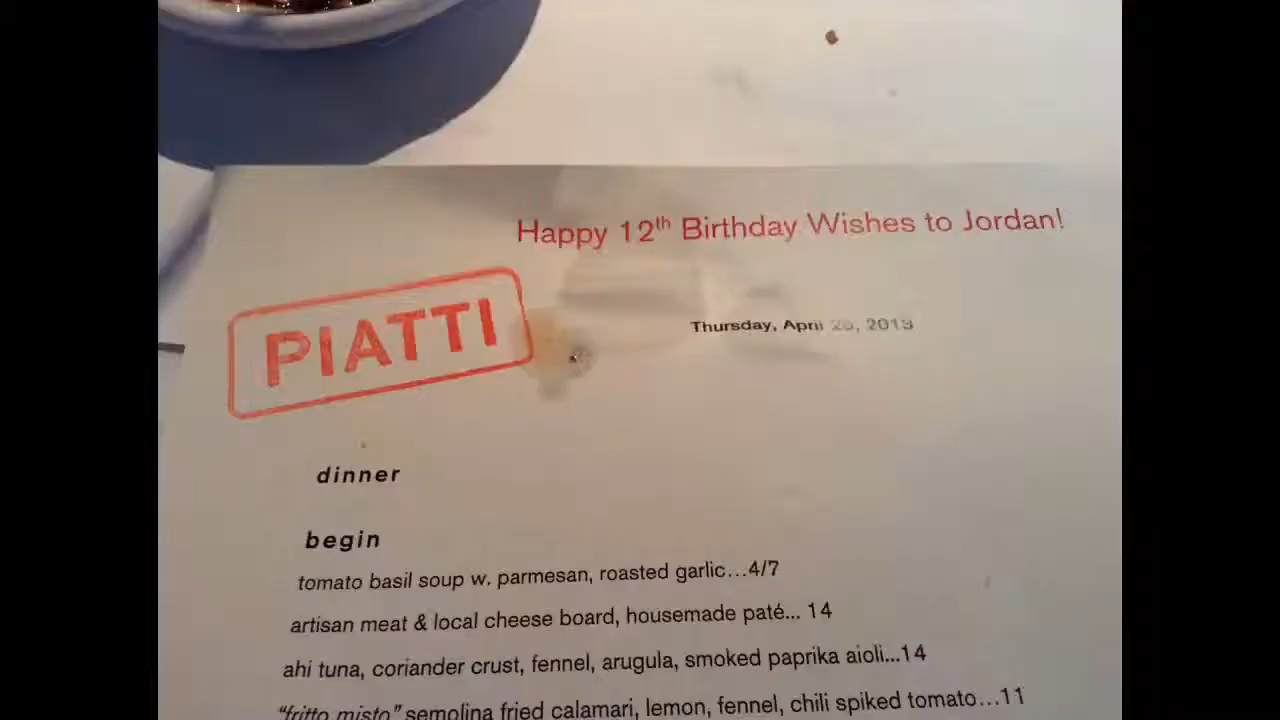 Happy 12th Birthday Wishes to Jordan!
PIATTI
Thursday, April 25, 2013
dinner
begin
tomato basil soup w. parmesan, roasted garlic...4/7
artisan meat & local cheese board, housemade paté... 14
ahi tuna, coriander crust, fennel, arugula, smoked paprika aioli...14
"fritto misto" semolina fried calamari, lemon, fennel, chili spiked tomato...11